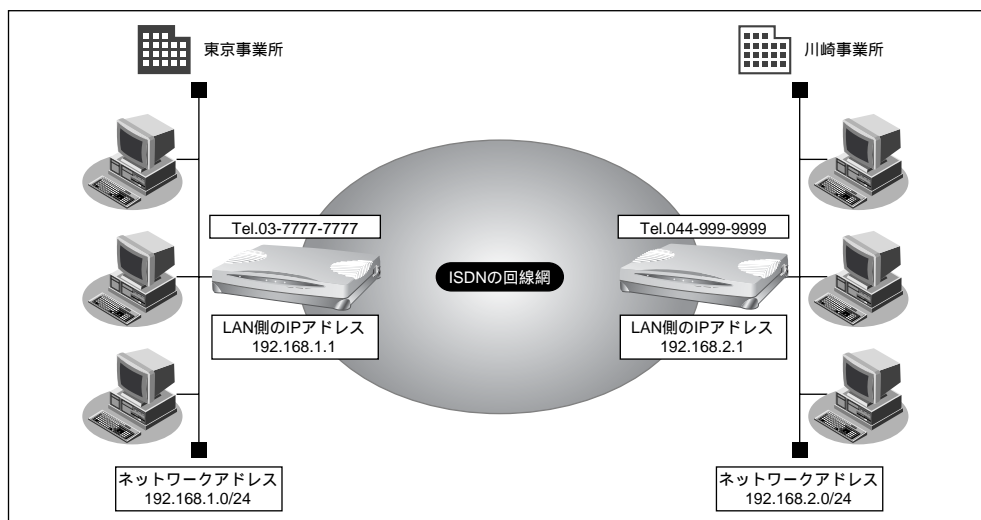 東京事業所
川崎事業所
Tel.03-7777-7777
Tel.044-999-9999
ISDNの回線網
LAN側のIPアドレス
192.168.1.1
LAN側のIPアドレス
192.168.2.1
ネットワークアドレス
192.168.1.0/24
ネットワークアドレス
192.168.2.0/24